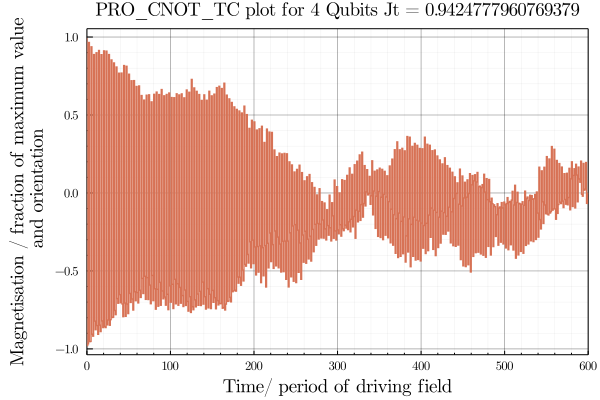 PRO_CNOT_TC plot for 4 Qubits Jt = 0.9424777960769379
Magnetisation / fraction of maximum value
and orientation
1.0
0.5
0.0
−0.5
−1.0
0 100 200 300 400 500 600
Time/ period of driving field